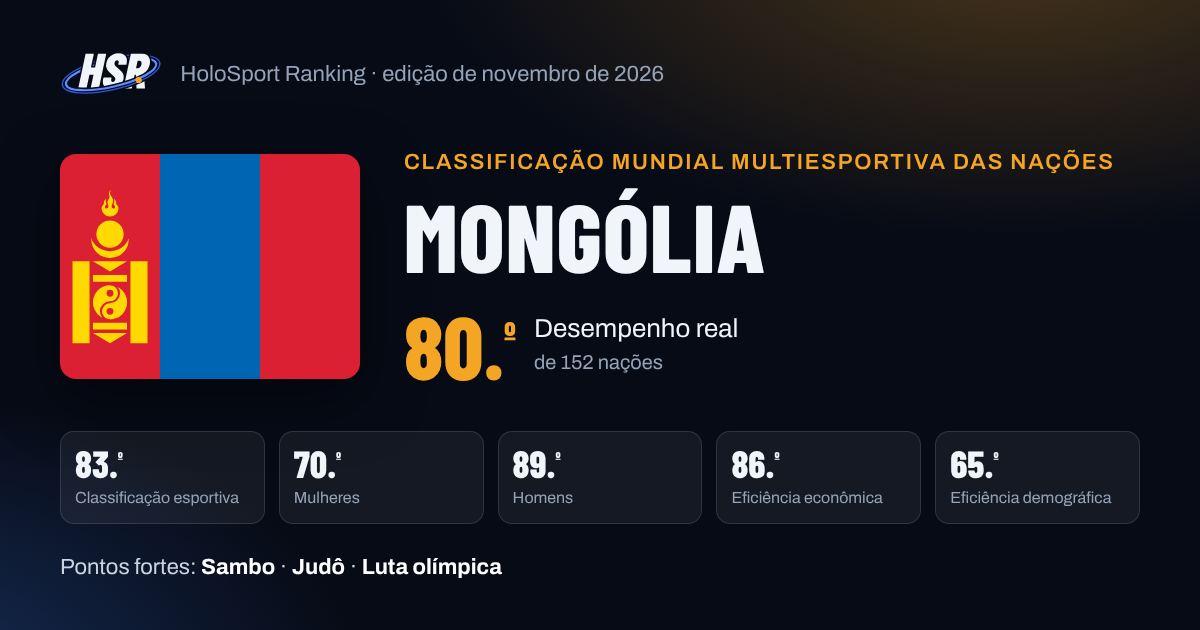 HSR
HoloSport Ranking · edição de novembro de 2026
CLASSIFICAÇÃO MUNDIAL MULTIESPORTIVA DAS NAÇÕES
MONGÓLIA
80.º Desempenho real
de 152 nações
83.º
Classificação esportiva
70.º
Mulheres
89.º
Homens
86.º
Eficiência econômica
65.º
Eficiência demográfica
Pontos fortes: Sambo · Judô · Luta olímpica